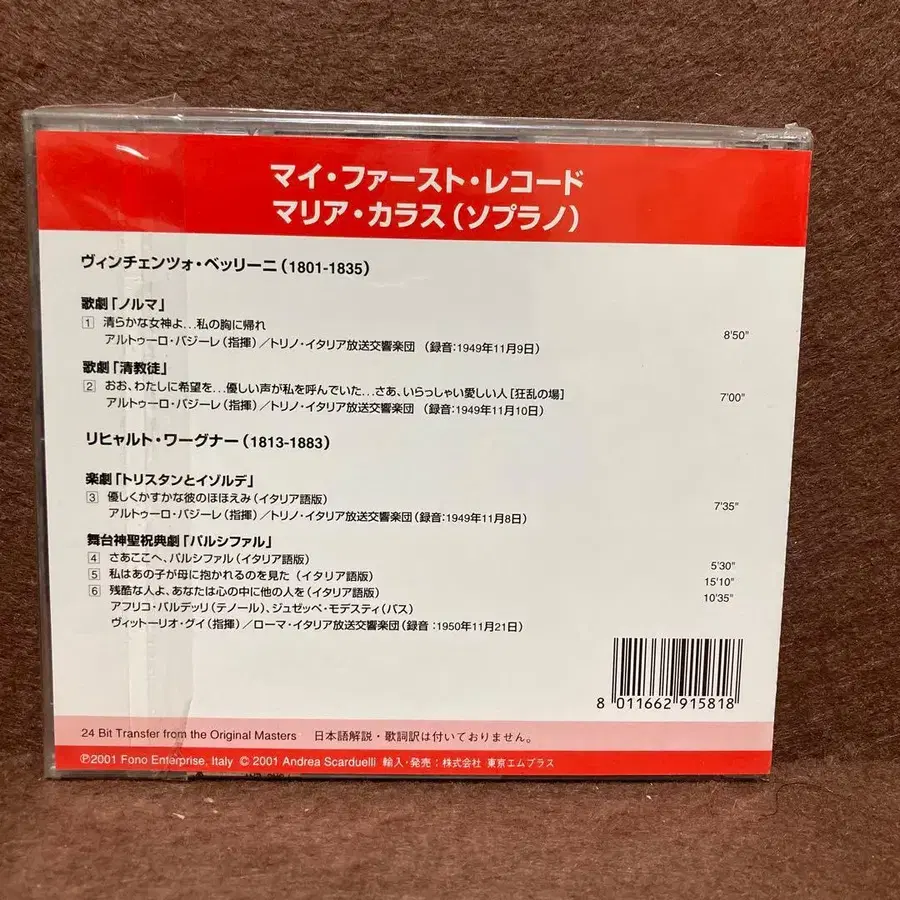 マイ・ファースト・レコード
マリア・カラス(ソプラノ)
ヴィンチェンツォ・ベッリーニ(1801-1835)
歌劇「ノルマ」
1 清らかな女神よ...私の胸に帰れ 8'50"
アルトゥーロ・バジーレ(指揮)/トリノ・イタリア放送交響楽団 (録音:1949年11月9日)
歌劇「清教徒」
2 おお、わたしに希望を...優しい声が私を呼んでいた...さあ、いらっしゃい愛しい人[狂乱の場] 7'00"
アルトゥーロ・バジーレ(指揮)/トリノ・イタリア放送交響楽団 (録音:1949年11月10日)
リヒャルト・ワーグナー(1813-1883)
楽劇「トリスタンとイゾルデ」
3 優しくかすかな彼のほほえみ(イタリア語版) 7'35"
アルトゥーロ・バジーレ(指揮)/トリノ・イタリア放送交響楽団(録音:1949年11月8日)
舞台神聖祝典劇「パルシファル」
4 さあここへ、パルシファル(イタリア語版) 5'30"
5 私はあの子が母に抱かれるのを見た(イタリア語版) 15'10"
6 残酷な人よ、あなたは心の中に他の人を(イタリア語版) 10'35"
アフリコ・バルデッリ(テノール)、ジュゼッペ・モデスティ(バス)
ヴィットーリオ・グイ(指揮)/ローマ・イタリア放送交響楽団(録音:1950年11月21日)
8 011662 915818
24 Bit Transfer from the Original Masters 日本語解説・歌詞訳は付いておりません。
℗2001 Fono Enterprise, Italy © 2001 Andrea Scarduelli 輸入・発売:株式会社 東京エムプラス